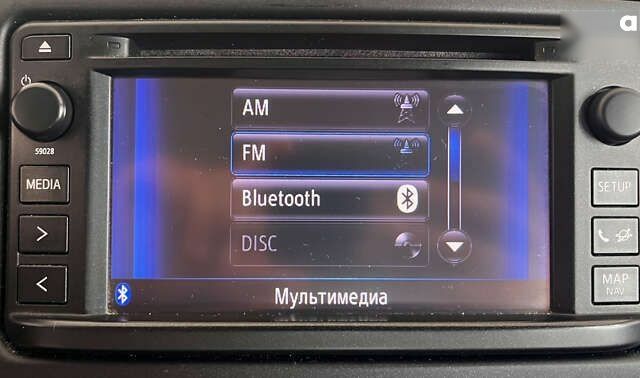 59028
MEDIA
>
<
AM
FM
Bluetooth
DISC
Мультимедиа
SETUP
MAP
NAV